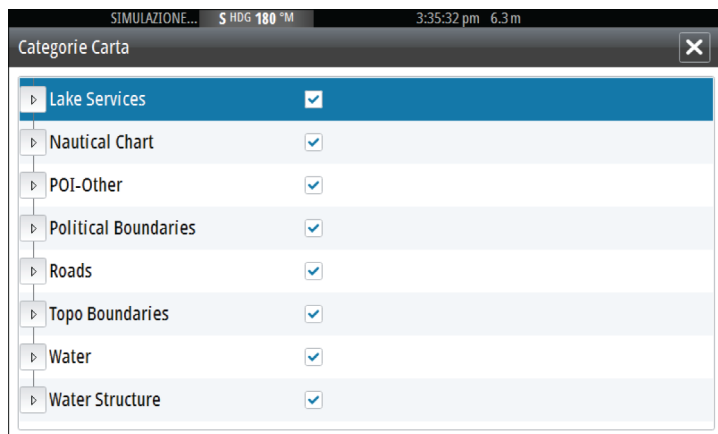 SIMULAZIONE... S HDG 180 °M 3:35:32 pm 6.3 m
Categorie Carta
Lake Services
Nautical Chart
POI-Other
Political Boundaries
Roads
Topo Boundaries
Water
Water Structure